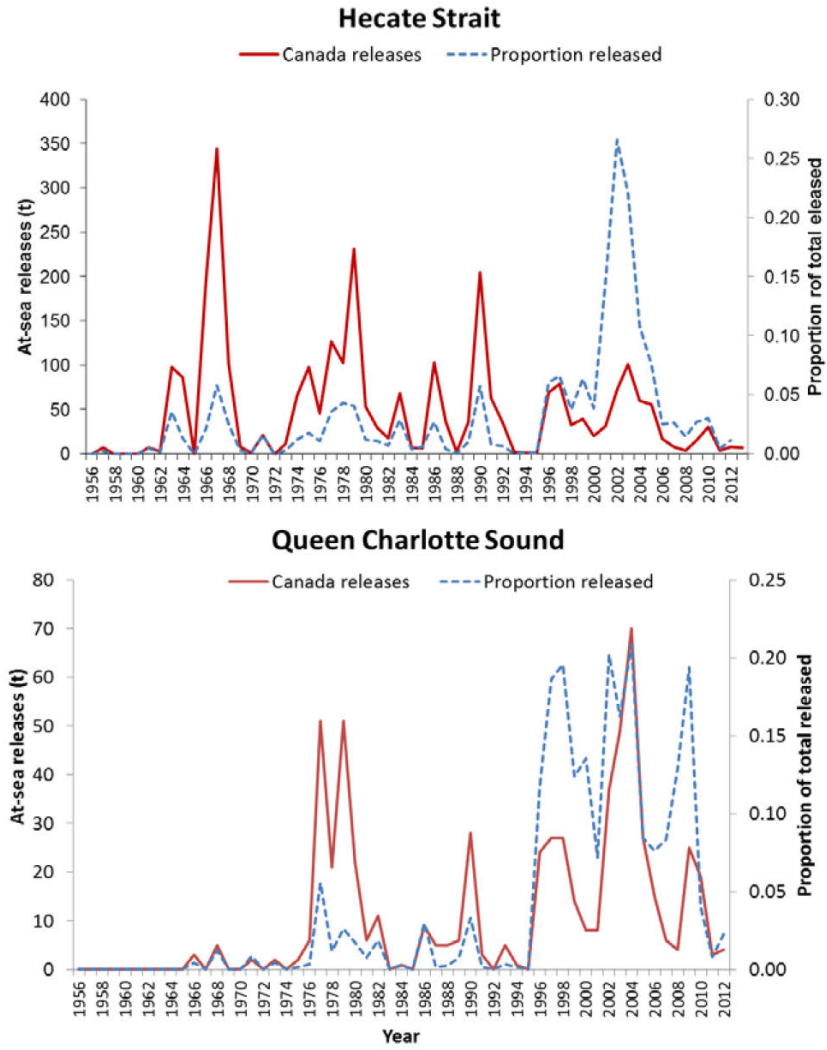 Hecate Strait
Canada releases Proportion released
400
350
300
250
200
150
100
50
0
At-sea releases (t)
0.30
0.25
0.20
0.15
0.10
0.05
0.00
Proportion rof total eleased
1956 1958 1960 1962 1964 1966 1968 1970 1972 1974 1976 1978 1980 1982 1984 1986 1988 1990 1992 1994 1996 1998 2000 2002 2004 2006 2008 2010 2012
Queen Charlotte Sound
Canada releases Proportion released
80
70
60
50
40
30
20
10
0
At-sea releases (t)
0.25
0.20
0.15
0.10
0.05
0.00
Proportion of total released
1956 1958 1960 1962 1964 1966 1968 1970 1972 1974 1976 1978 1980 1982 1984 1986 1988 1990 1992 1994 1996 1998 2000 2002 2004 2006 2008 2010 2012
Year